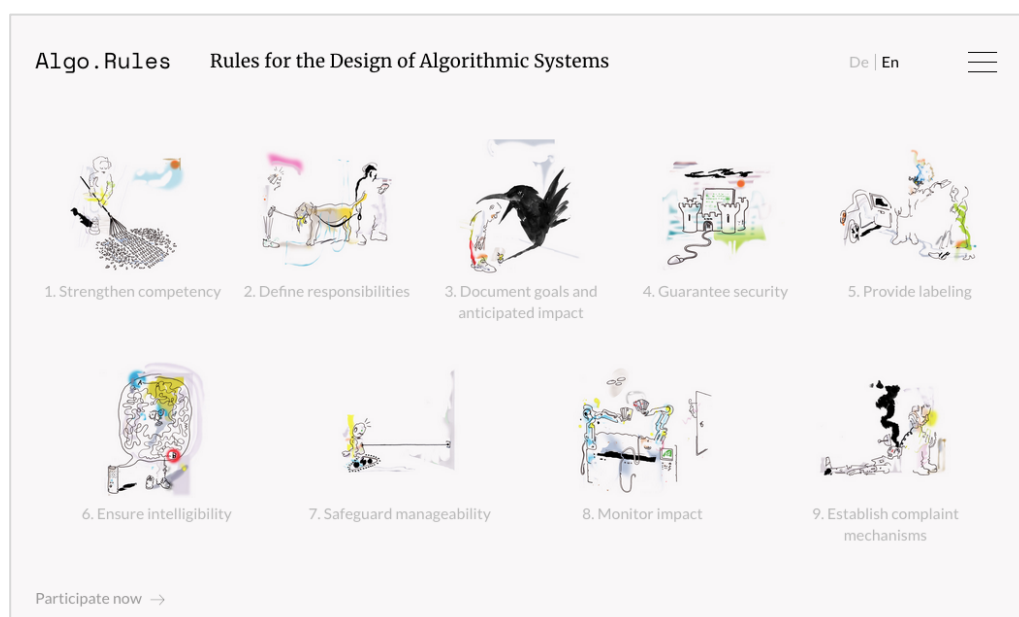 Algo.Rules
Rules for the Design of Algorithmic Systems
De | En
1. Strengthen competency
2. Define responsibilities
3. Document goals and
anticipated impact
4. Guarantee security
5. Provide labeling
6. Ensure intelligibility
7. Safeguard manageability
8. Monitor impact
9. Establish complaint
mechanisms
Participate now →